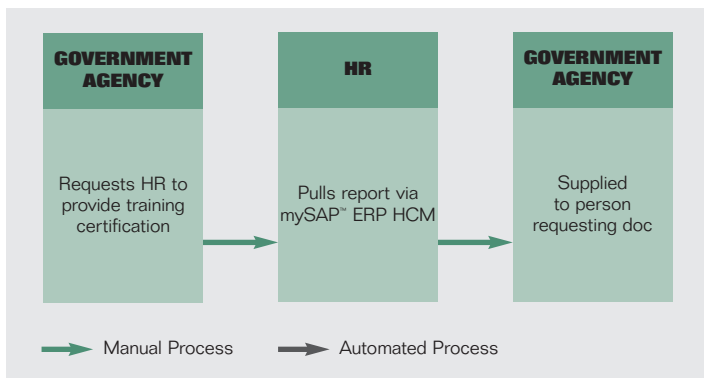 GOVERNMENT
AGENCY
Requests HR to
provide training
certification
HR
Pulls report via
mySAP™ ERP HCM
GOVERNMENT
AGENCY
Supplied
to person
requesting doc
Manual Process
Automated Process